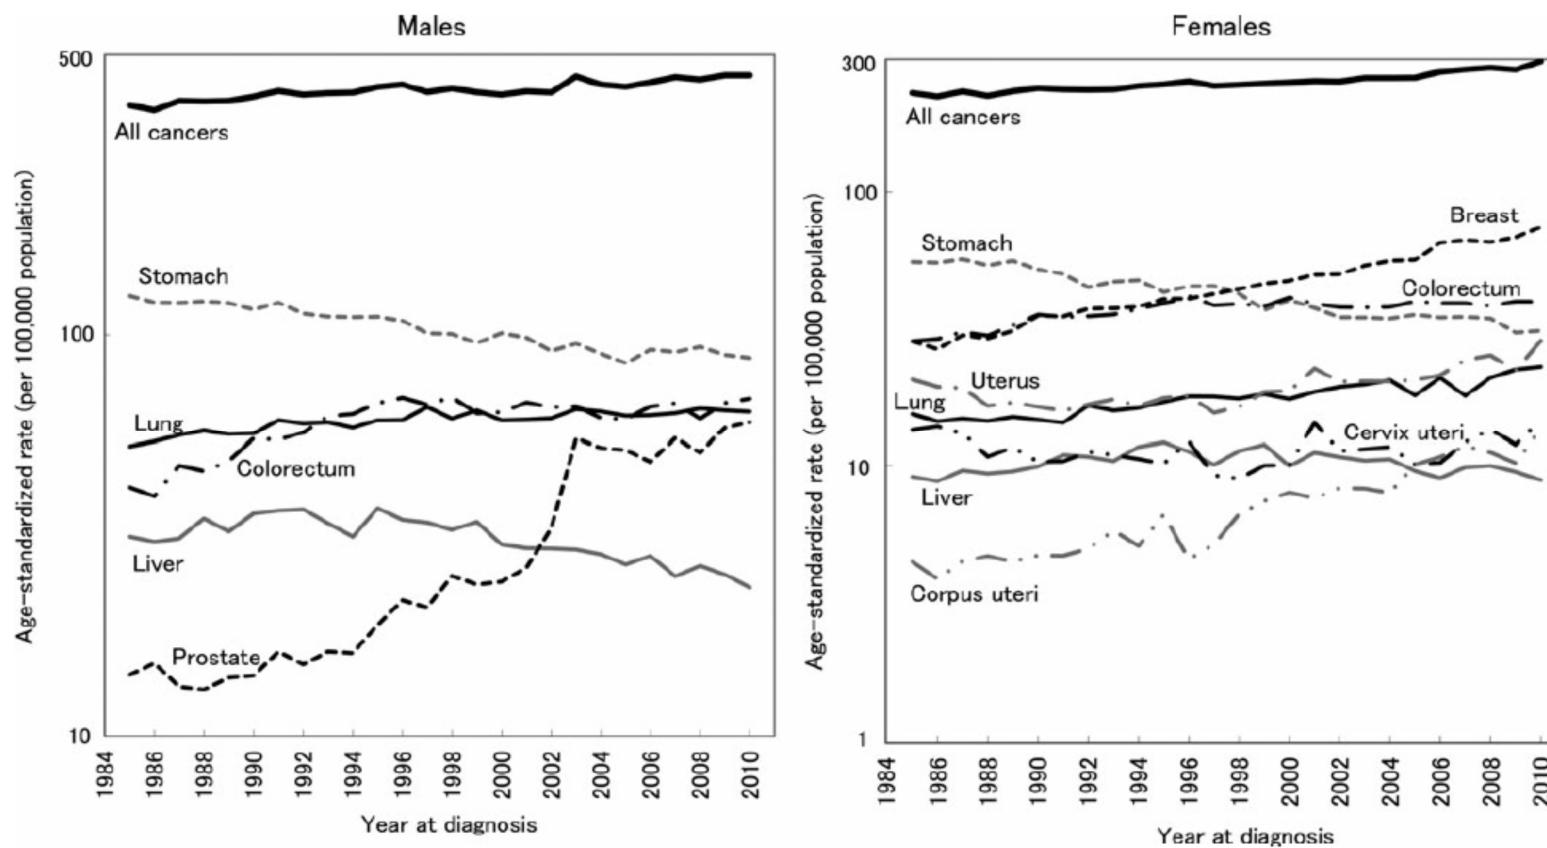 Males
Age-standardized rate (per 100,000 population)
500
100
10
All cancers
Stomach
Lung
Colorectum
Liver
Prostate
1984
1986
1988
1990
1992
1994
1996
1998
2000
2002
2004
2006
2008
2010
Year at diagnosis
Females
Age-standardized rate (per 100,000 population)
300
100
10
1
All cancers
Breast
Stomach
Colorectum
Uterus
Lung
Cervix uteri
Liver
Corpus uteri
1984
1986
1988
1990
1992
1994
1996
1998
2000
2002
2004
2006
2008
2010
Year at diagnosis